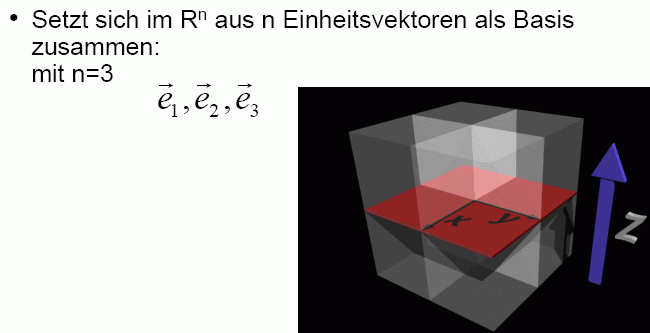 • Setzt sich im Rⁿ aus n Einheitsvektoren als Basis
zusammen:
mit n=3
e⃗₁, e⃗₂, e⃗₃
x y
Z